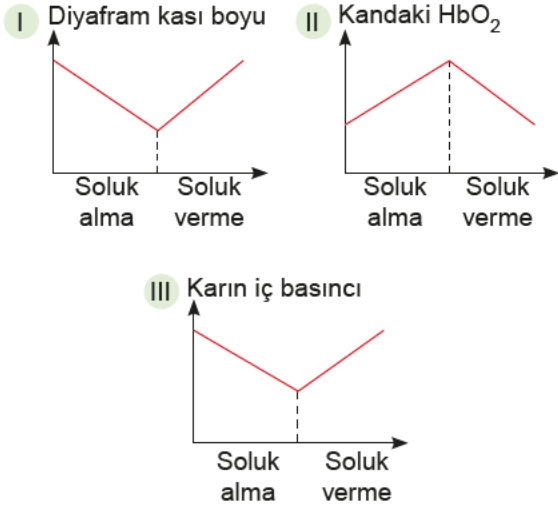 I Diyafram kası boyu
Soluk alma
Soluk verme
II Kandaki HbO₂
Soluk alma
Soluk verme
III Karın iç basıncı
Soluk alma
Soluk verme